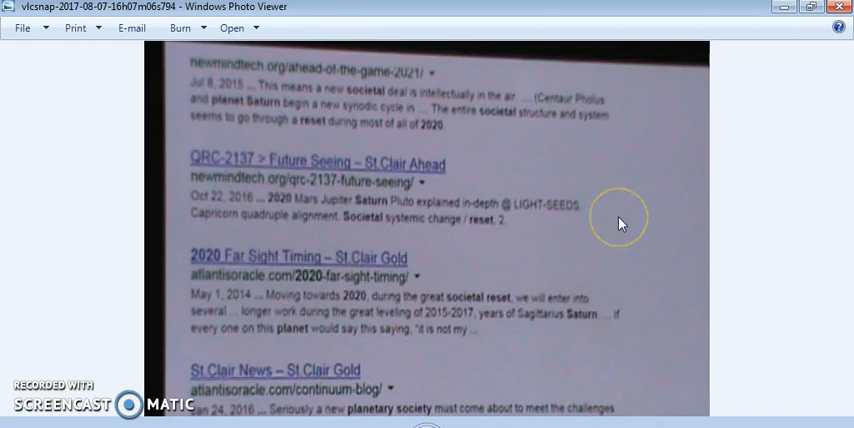 vlcsnap-2017-08-07-16h07m06s794 - Windows Photo Viewer
File Print E-mail Burn Open
newmindtech.org/ahead-of-the-game-2021/
Jul 8, 2015 ... This means a new societal deal is intellectually in the air. ... (Centaur Pholus
and planet Saturn begin a new synodic cycle in ... The entire societal structure and system
seems to go through a reset during most of all of 2020.
QRC-2137 > Future Seeing – St.Clair Ahead
newmindtech.org/qrc-2137-future-seeing/
Oct 22, 2016 ... 2020 Mars Jupiter Saturn Pluto explained in-depth @ LIGHT-SEEDS.
Capricorn quadruple alignment. Societal systemic change / reset. 2.
2020 Far Sight Timing – St.Clair Gold
atlantisoracle.com/2020-far-sight-timing/
May 1, 2014 ... Moving towards 2020, during the great societal reset, we will enter into
several ... longer work during the great leveling of 2015-2017, years of Sagittarius Saturn. ... If
every one on this planet would say this saying, "it is not my ...
St.Clair News – St.Clair Gold
atlantisoracle.com/continuum-blog/
Jan 24, 2016 ... Seriously a new planetary society must come about to meet the challenges
RECORDED WITH
SCREENCAST MATIC